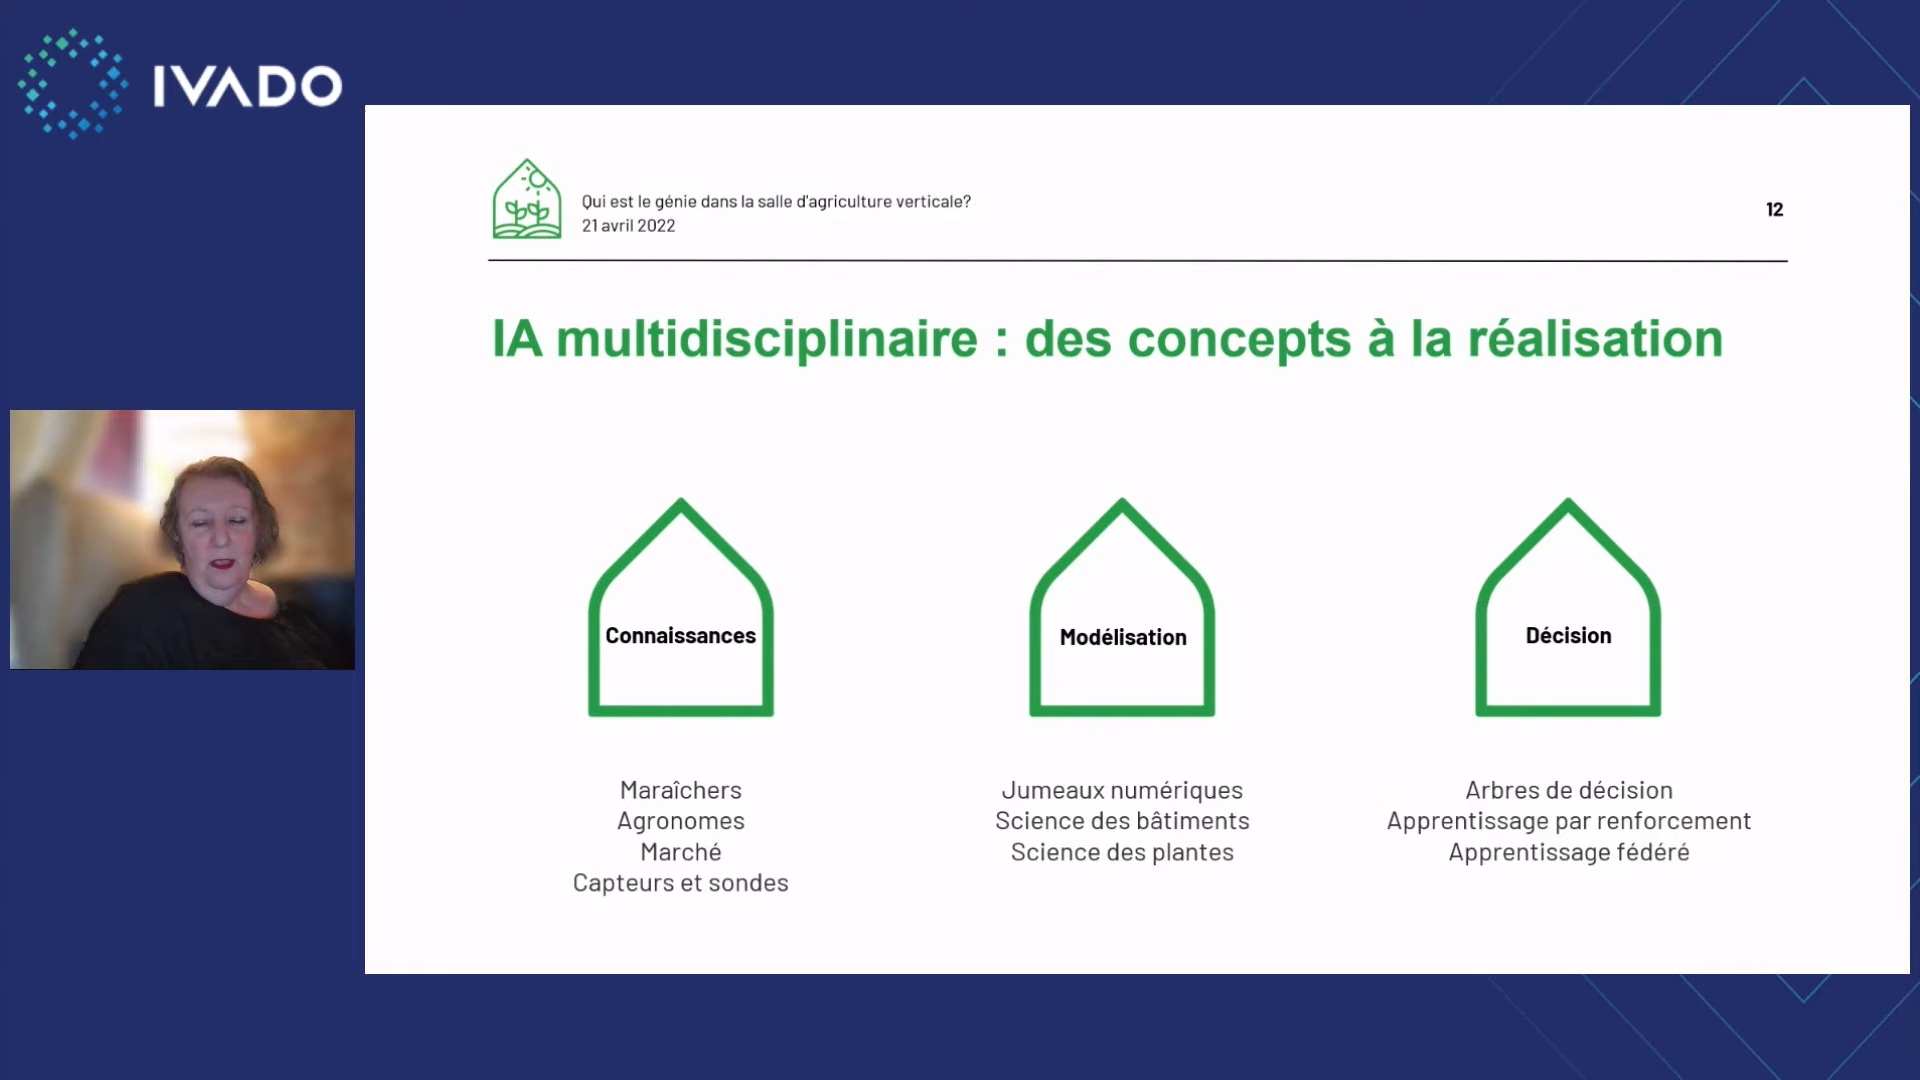 IVADO
Qui est le génie dans la salle d'agriculture verticale?
21 avril 2022
12
IA multidisciplinaire : des concepts à la réalisation
Connaissances
Maraîchers
Agronomes
Marché
Capteurs et sondes
Modélisation
Jumeaux numériques
Science des bâtiments
Science des plantes
Décision
Arbres de décision
Apprentissage par renforcement
Apprentissage fédéré